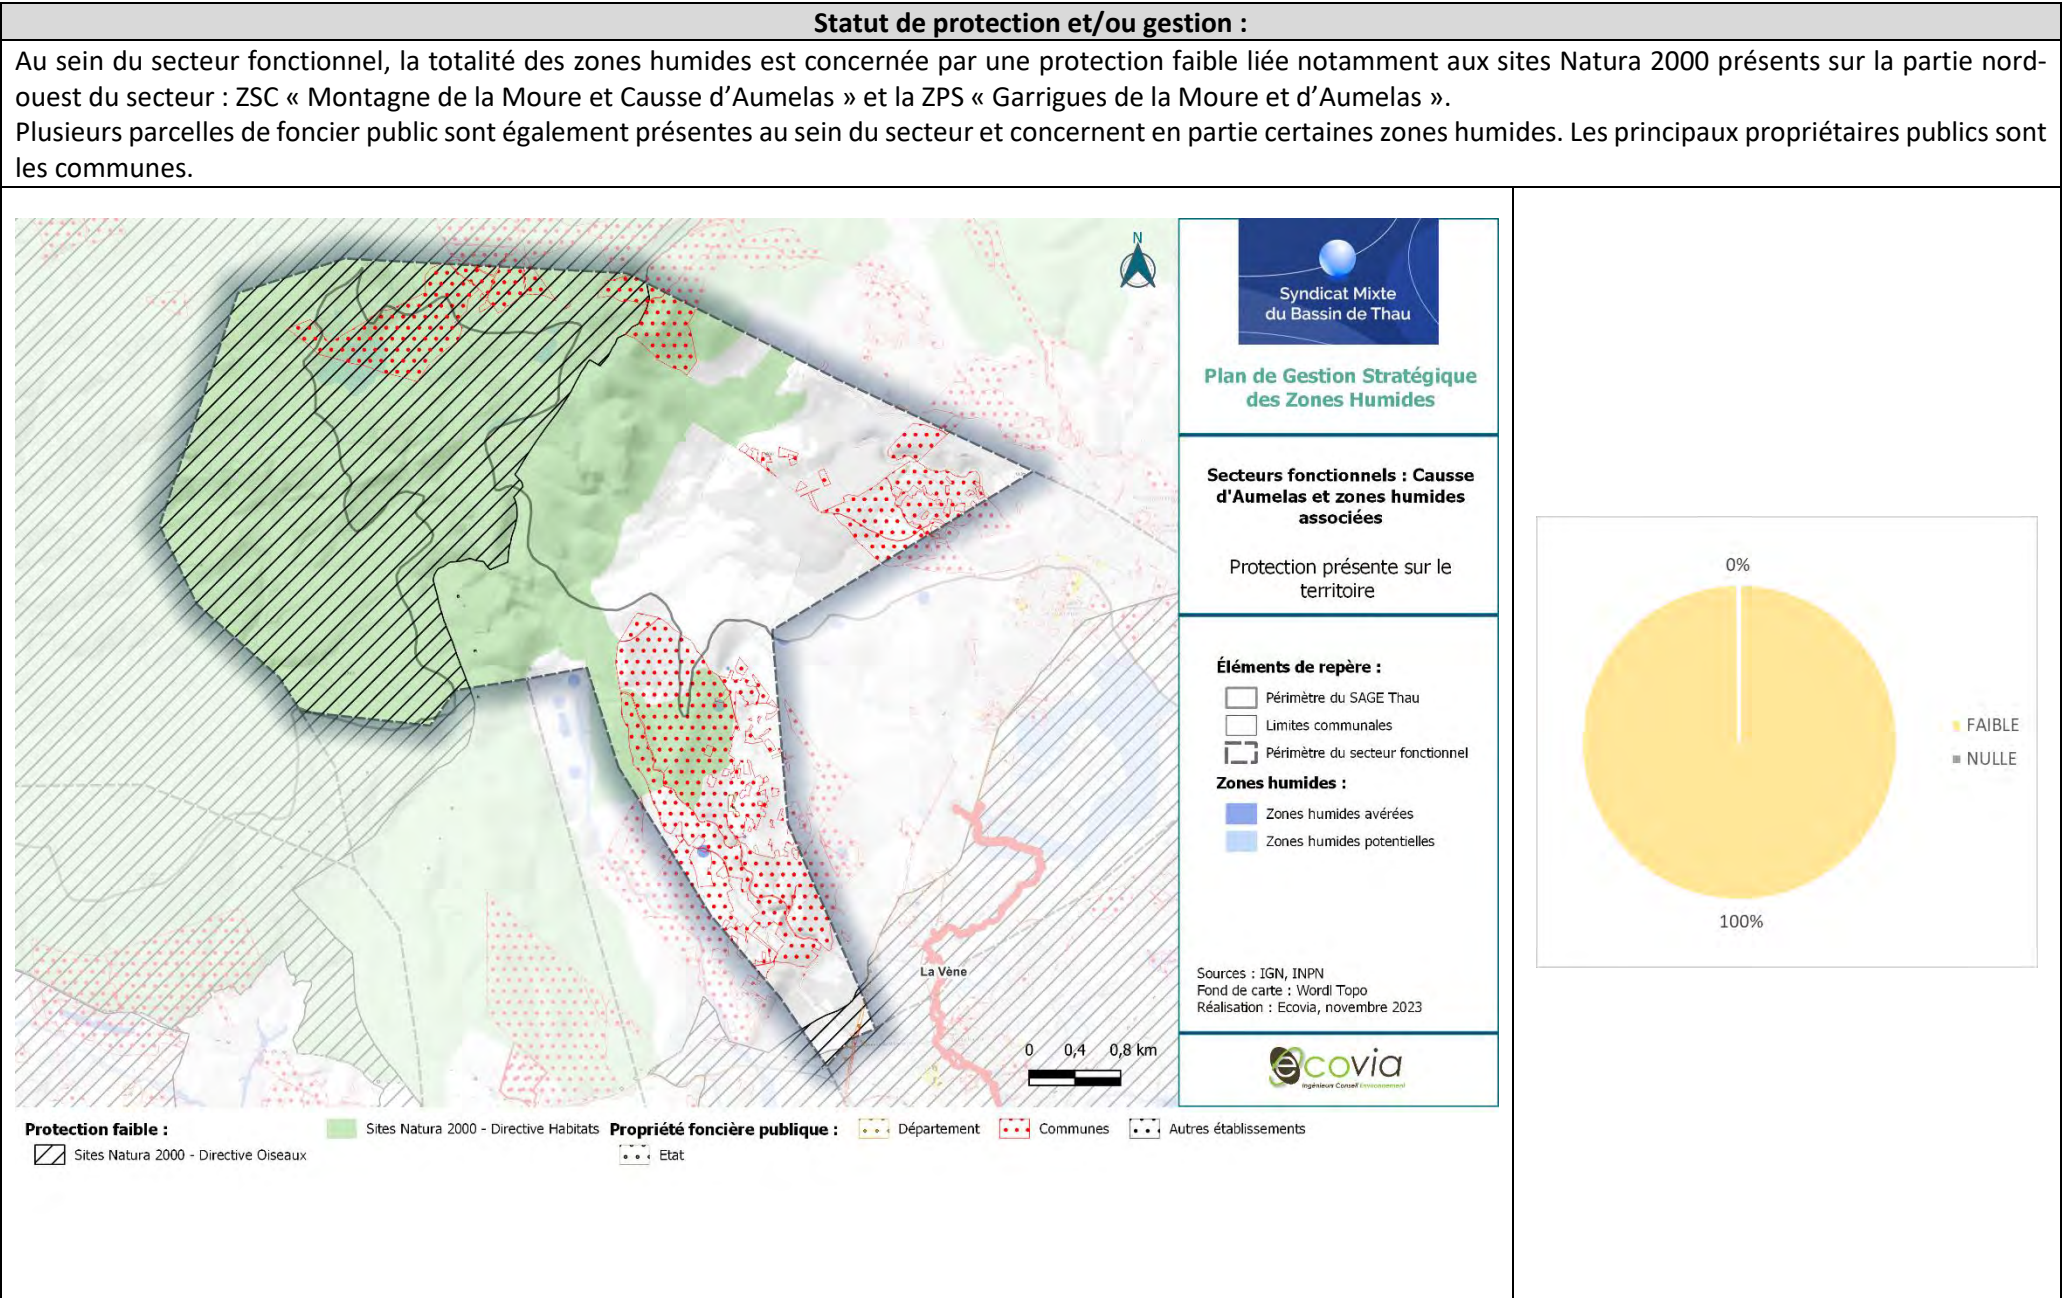 Statut de protection et/ou gestion :
Au sein du secteur fonctionnel, la totalité des zones humides est concernée par une protection faible liée notamment aux sites Natura 2000 présents sur la partie nord-
ouest du secteur : ZSC « Montagne de la Moure et Causse d’Aumelas » et la ZPS « Garrigues de la Moure et d’Aumelas ».
Plusieurs parcelles de foncier public sont également présentes au sein du secteur et concernent en partie certaines zones humides. Les principaux propriétaires publics sont
les communes.
N
Syndicat Mixte
du Bassin de Thau
Plan de Gestion Stratégique
des Zones Humides
Secteurs fonctionnels : Causse
d'Aumelas et zones humides
associées
Protection présente sur le
territoire
Éléments de repère :
Périmètre du SAGE Thau
Limites communales
Périmètre du secteur fonctionnel
Zones humides :
Zones humides avérées
Zones humides potentielles
Sources : IGN, INPN
Fond de carte : Wordl Topo
Réalisation : Ecovia, novembre 2023
ecovia
Ingénieurs Conseil Environnement
La Vène
0 0,4 0,8 km
Protection faible :
Sites Natura 2000 - Directive Oiseaux
Sites Natura 2000 - Directive Habitats
Propriété foncière publique :
Département
Communes
Autres établissements
Etat
0%
100%
FAIBLE
NULLE